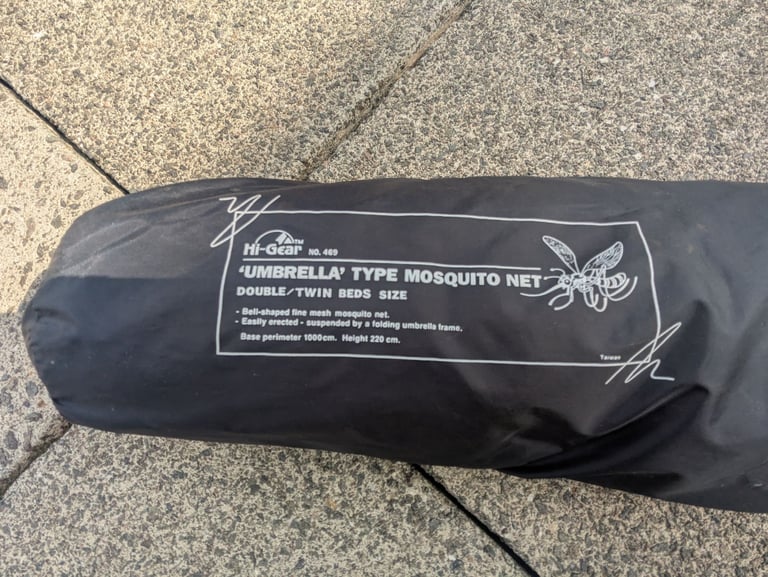 Hi-Gear™ NO. 469
'UMBRELLA' TYPE MOSQUITO NET
DOUBLE/TWIN BEDS SIZE
- Bell-shaped fine mesh mosquito net.
- Easily erected - suspended by a folding umbrella frame.
Base perimeter 1000cm. Height 220 cm.
Taiwan